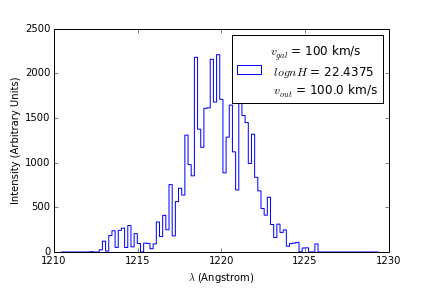 2500
2000
1500
1000
500
0
Intensity (Arbitrary Units)
v_gal = 100 km/s
lognH = 22.4375
v_out = 100.0 km/s
1210 1215 1220 1225 1230
λ (Angstrom)